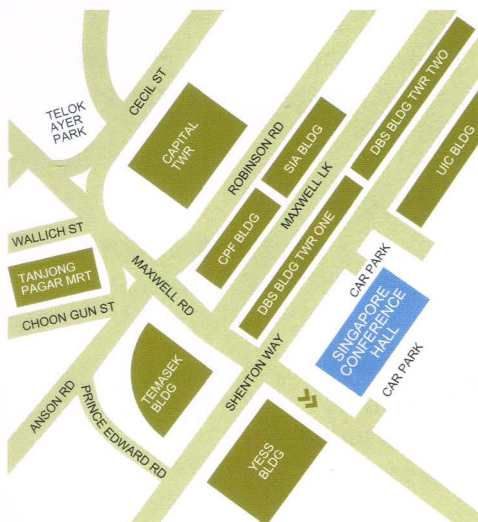 TELOK
AYER
PARK
CECIL ST
CAPITAL
TWR
ROBINSON RD
SIA BLDG
DBS BLDG TWR TWO
UIC BLDG
WALLICH ST
TANJONG
PAGAR MRT
CHOON GUN ST
MAXWELL RD
CPF BLDG
MAXWELL LK
DBS BLDG TWR ONE
CAR PARK
SINGAPORE
CONFERENCE
HALL
CAR PARK
ANSON RD
PRINCE EDWARD RD
TEMASEK
BLDG
SHENTON WAY
YESS
BLDG